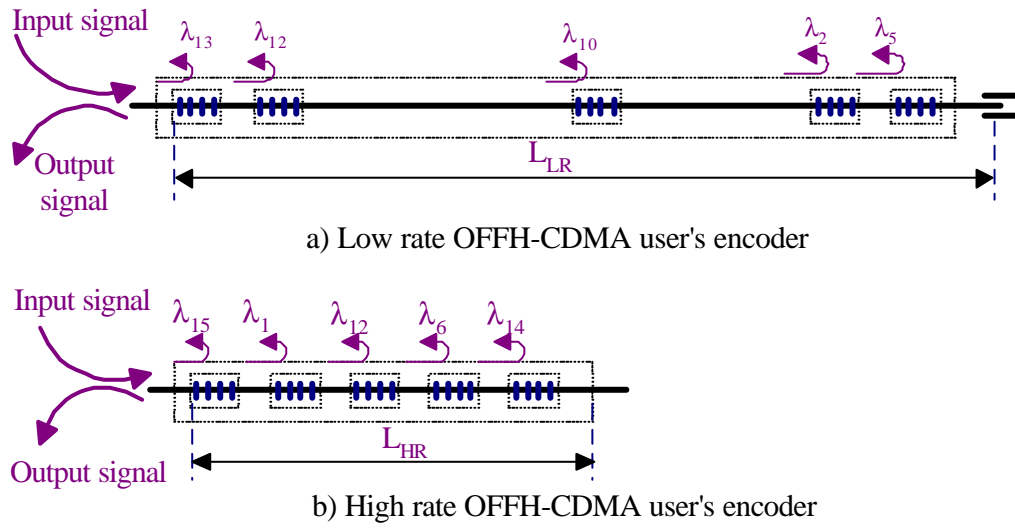 Input signal
λ13 λ12 λ10 λ2 λ5
Output
signal
LLR
a) Low rate OFFH-CDMA user's encoder
Input signal
λ15 λ1 λ12 λ6 λ14
Output signal
LHR
b) High rate OFFH-CDMA user's encoder